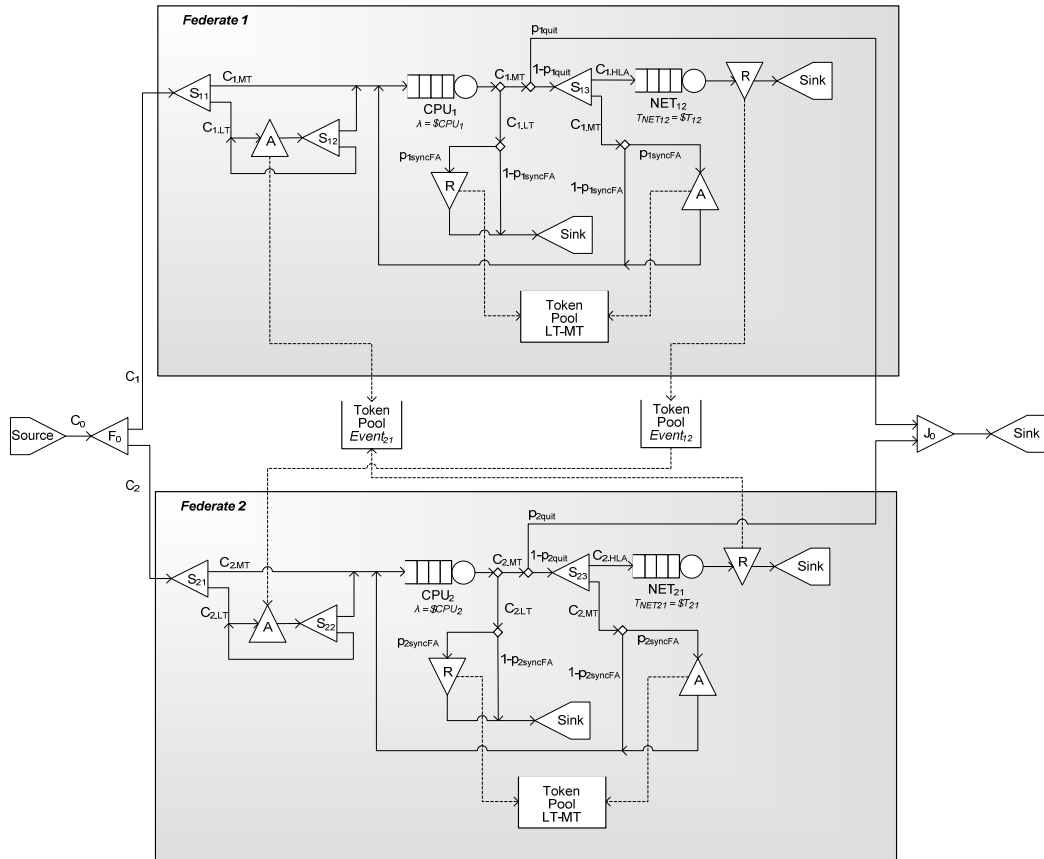 Federate 1
p1quit
C1.MT
S11
C1.LT
A
S12
CPU1
λ = $CPU1
C1.MT
1-p1quit
S13
C1.HLA
NET12
TNET12 = $T12
R
Sink
C1.LT
C1.MT
p1syncFA
1-p1syncFA
R
Sink
p1syncFA
1-p1syncFA
A
Token
Pool
LT-MT
C1
Source
C0
F0
Token
Pool
Event21
Token
Pool
Event12
J0
Sink
C2
Federate 2
p2quit
C2.MT
S21
C2.LT
A
S22
CPU2
λ = $CPU2
C2.MT
1-p2quit
S23
C2.HLA
NET21
TNET21 = $T21
R
Sink
C2.LT
C2.MT
p2syncFA
1-p2syncFA
R
Sink
p2syncFA
1-p2syncFA
A
Token
Pool
LT-MT